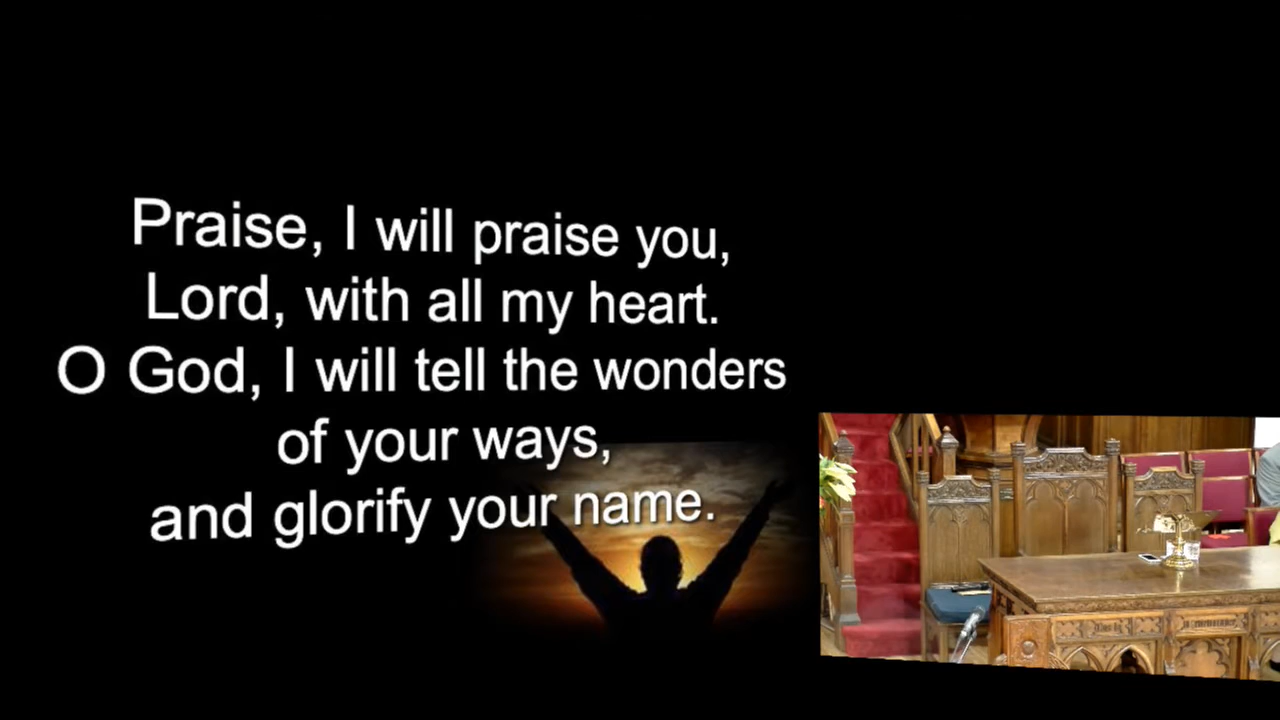 Praise, I will praise you,
Lord, with all my heart.
O God, I will tell the wonders
of your ways,
and glorify your name.